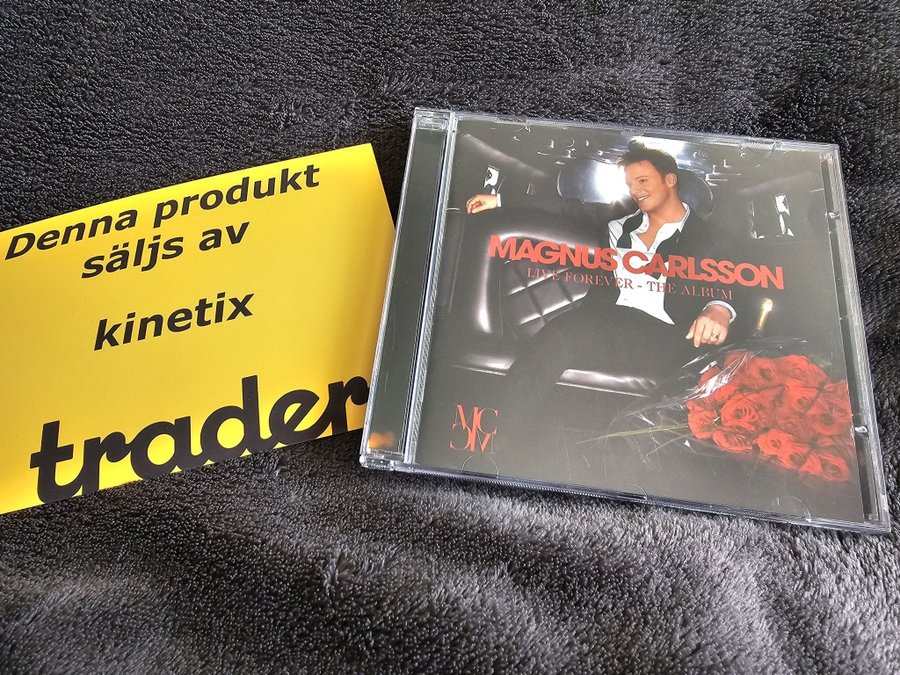 Denna produkt
säljs av
kinetix
trader
MAGNUS CARLSSON
LIVE FOREVER - THE ALBUM
MC